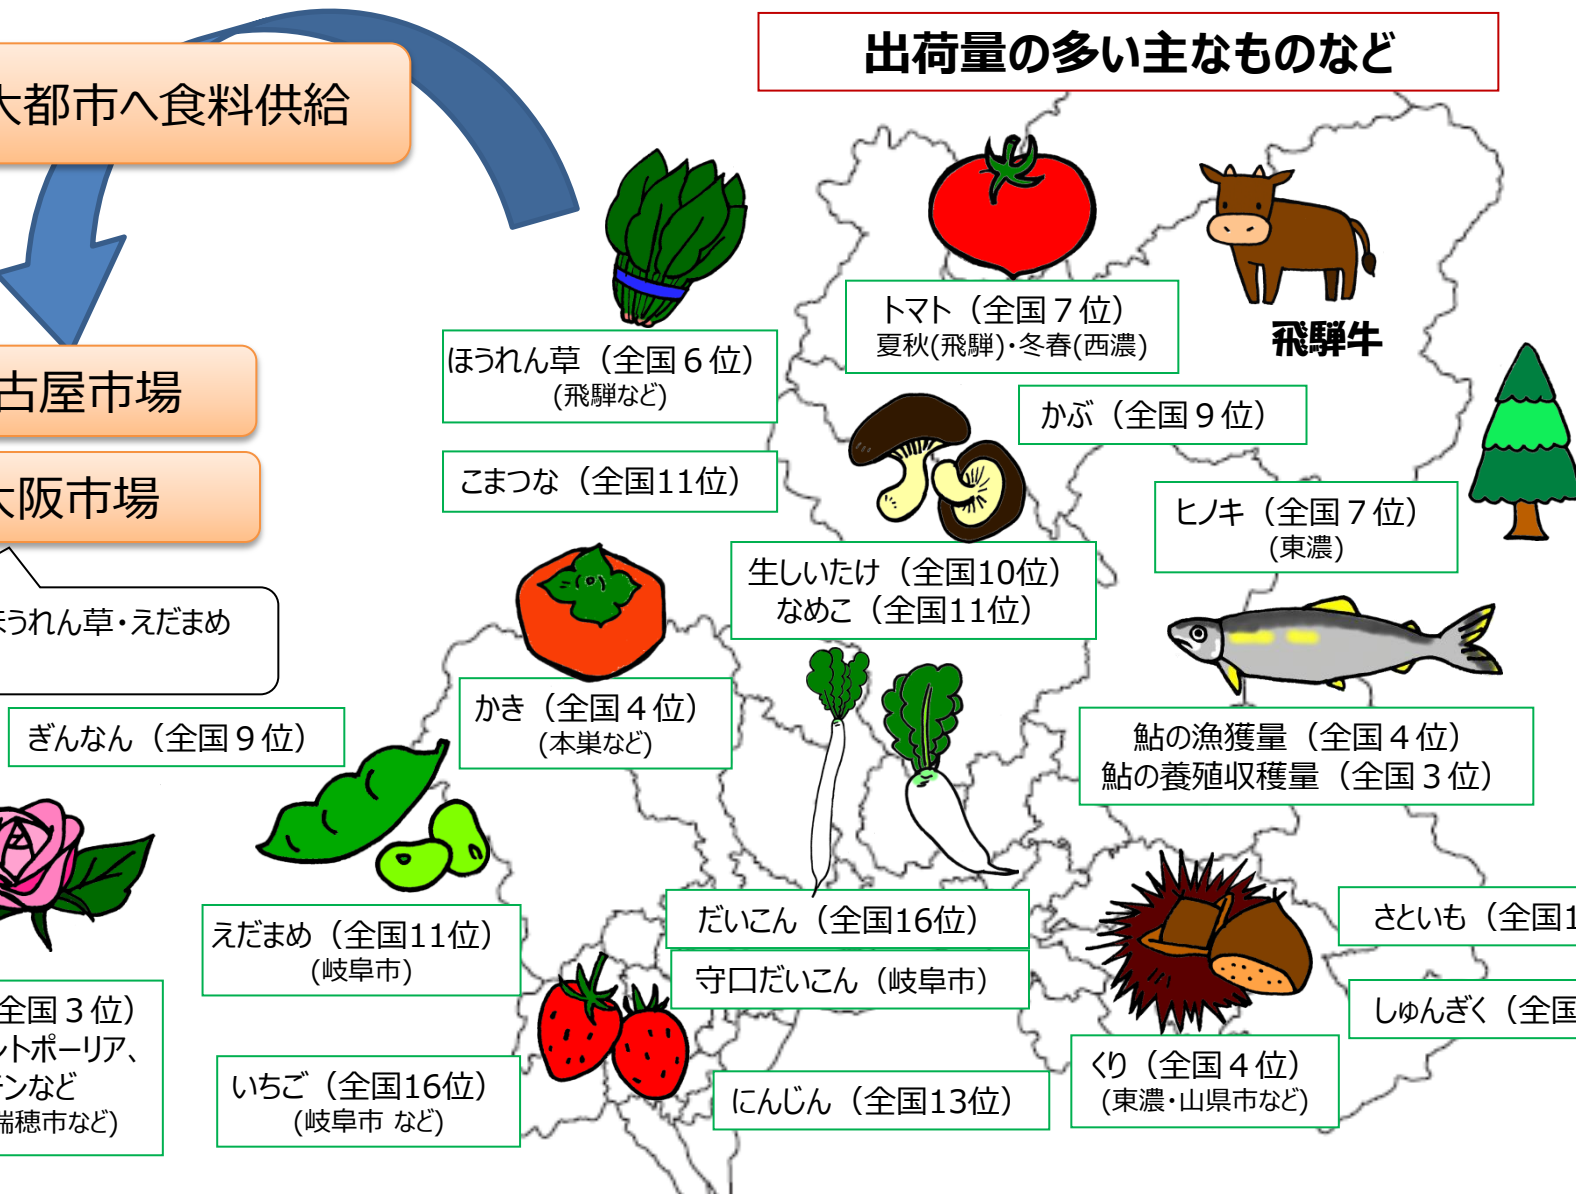 出荷量の多い主なものなど
大都市へ食料供給
古屋市場
大阪市場
ほうれん草・えだまめ
ほうれん草（全国６位）
(飛騨など)
こまつな（全国11位）
トマト（全国７位）
夏秋(飛騨)・冬春(西濃)
飛騨牛
かぶ（全国９位）
ヒノキ（全国７位）
(東濃)
生しいたけ（全国10位）
なめこ（全国11位）
かき（全国４位）
(本巣など)
ぎんなん（全国９位）
鮎の漁獲量（全国４位）
鮎の養殖収穫量（全国３位）
えだまめ（全国11位）
(岐阜市)
だいこん（全国16位）
守口だいこん（岐阜市）
さといも（全国1
しゅんぎく（全国
全国３位）
ントポーリア、
ンなど
瑞穂市など)
いちご（全国16位）
(岐阜市 など)
にんじん（全国13位）
くり（全国４位）
(東濃・山県市など)